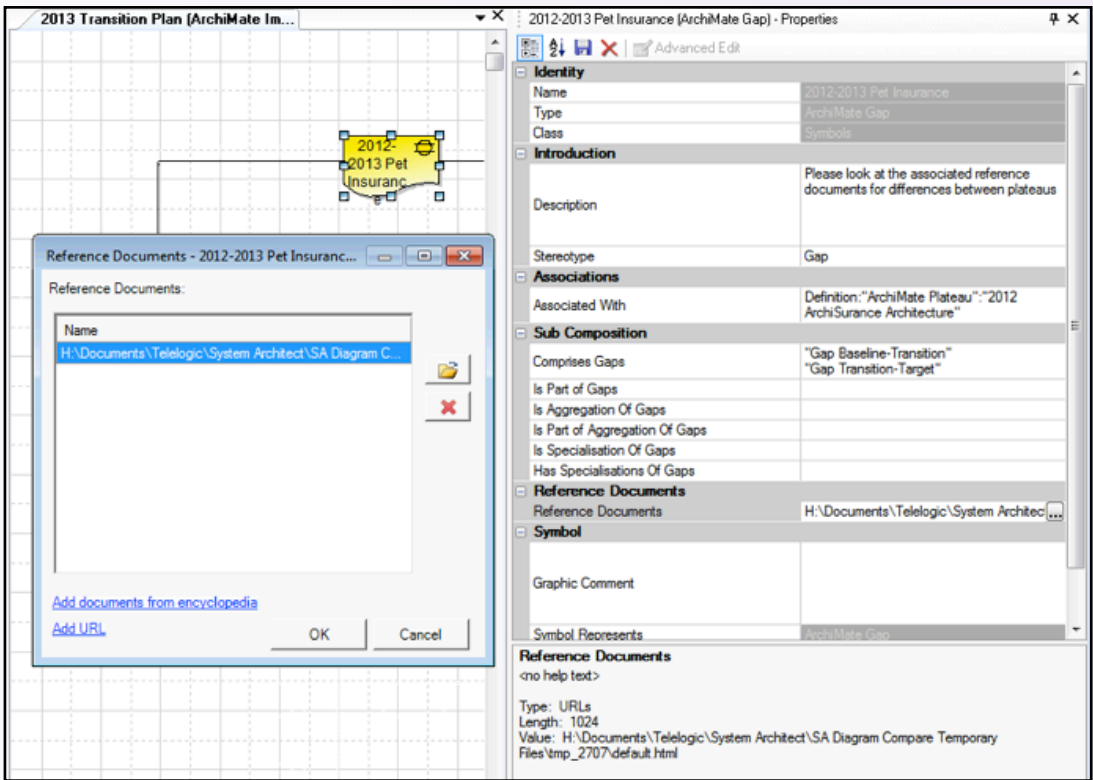 2013 Transition Plan (ArchiMate Im...
2012-
2013 Pet
Insuranc
e
Reference Documents - 2012-2013 Pet Insuranc...
Reference Documents:
Name
H:\Documents\Telelogic\System Architect\SA Diagram C...
Add documents from encyclopedia
Add URL
OK
Cancel
2012-2013 Pet Insurance (ArchiMate Gap) - Properties
Advanced Edit
Identity
Name 2012-2013 Pet Insurance
Type ArchiMate Gap
Class Symbols
Introduction
Description Please look at the associated reference
documents for differences between plateaus
Stereotype Gap
Associations
Associated With Definition:"ArchiMate Plateau":"2012
ArchiSurance Architecture"
Sub Composition
Comprises Gaps "Gap Baseline-Transition"
"Gap Transition-Target"
Is Part of Gaps
Is Aggregation Of Gaps
Is Part of Aggregation Of Gaps
Is Specialisation Of Gaps
Has Specialisations Of Gaps
Reference Documents
Reference Documents H:\Documents\Telelogic\System Architec ...
Symbol
Graphic Comment
Symbol Represents ArchiMate Gap
Reference Documents
<no help text>
Type: URLs
Length: 1024
Value: H:\Documents\Telelogic\System Architect\SA Diagram Compare Temporary
Files\tmp_2707\default.html